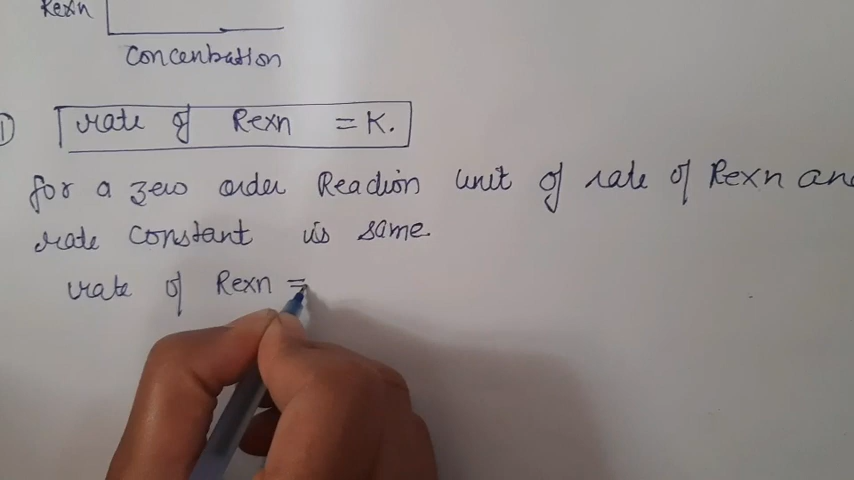 Rexn
Concentration
1 rate of Rexn = K.
for a zero order Reaction unit of rate of Rexn and
rate constant is same.
rate of Rexn =